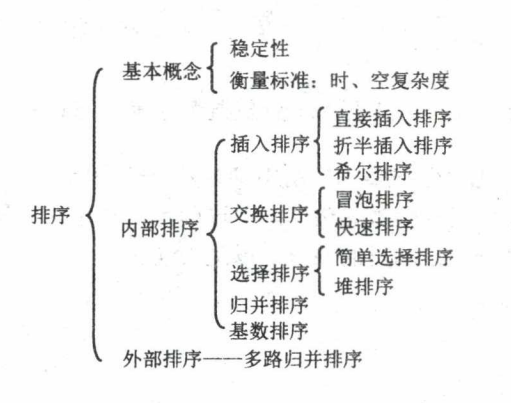 稳定性
基本概念
衡量标准：时、空复杂度
直接插入排序
插入排序
折半插入排序
希尔排序
冒泡排序
排序
内部排序
交换排序
快速排序
简单选择排序
选择排序
堆排序
归并排序
基数排序
外部排序——多路归并排序